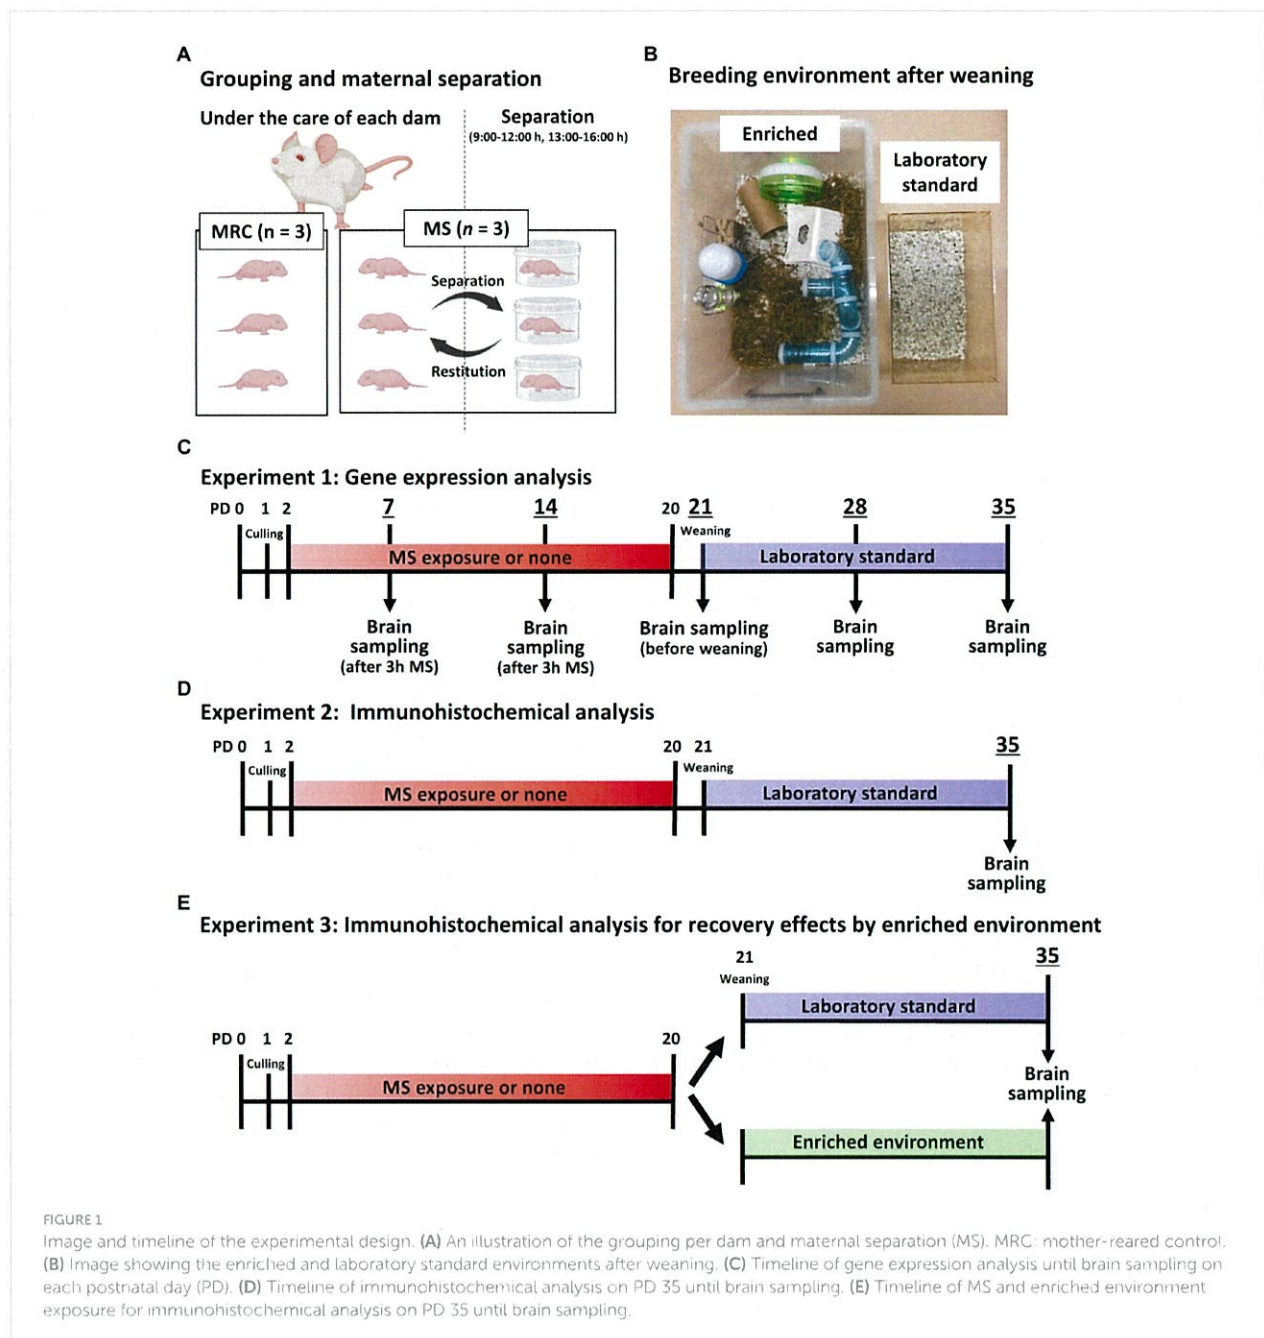 A
Grouping and maternal separation
Under the care of each dam
Separation
(9:00-12:00 h, 13:00-16:00 h)
MRC (n = 3)
MS (n = 3)
Separation
Restitution
B
Breeding environment after weaning
Enriched
Laboratory
standard
C
Experiment 1: Gene expression analysis
PD 0 1 2 7 14 20 21 28 35
Culling
Weaning
MS exposure or none
Laboratory standard
Brain
sampling
(after 3h MS)
Brain
sampling
(after 3h MS)
Brain sampling
(before weaning)
Brain
sampling
Brain
sampling
D
Experiment 2: Immunohistochemical analysis
PD 0 1 2 20 21 35
Culling
Weaning
MS exposure or none
Laboratory standard
Brain
sampling
E
Experiment 3: Immunohistochemical analysis for recovery effects by enriched environment
21 35
Weaning
Laboratory standard
PD 0 1 2 20
Culling
MS exposure or none
Brain
sampling
Enriched environment
FIGURE 1
Image and timeline of the experimental design. (A) An illustration of the grouping per dam and maternal separation (MS). MRC: mother-reared control.
(B) Image showing the enriched and laboratory standard environments after weaning. (C) Timeline of gene expression analysis until brain sampling on
each postnatal day (PD). (D) Timeline of immunohistochemical analysis on PD 35 until brain sampling. (E) Timeline of MS and enriched environment
exposure for immunohistochemical analysis on PD 35 until brain sampling.